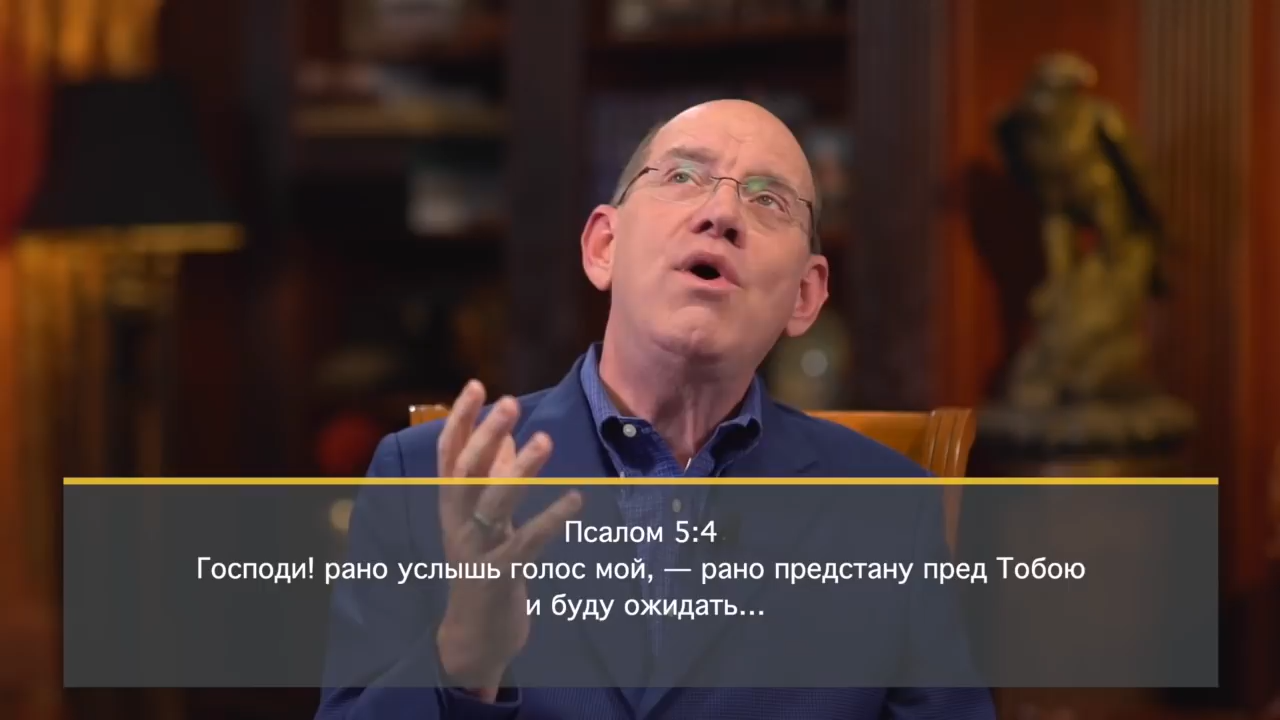 Псалом 5:4
Господи! рано услышь голос мой, — рано предстану пред Тобою
и буду ожидать...